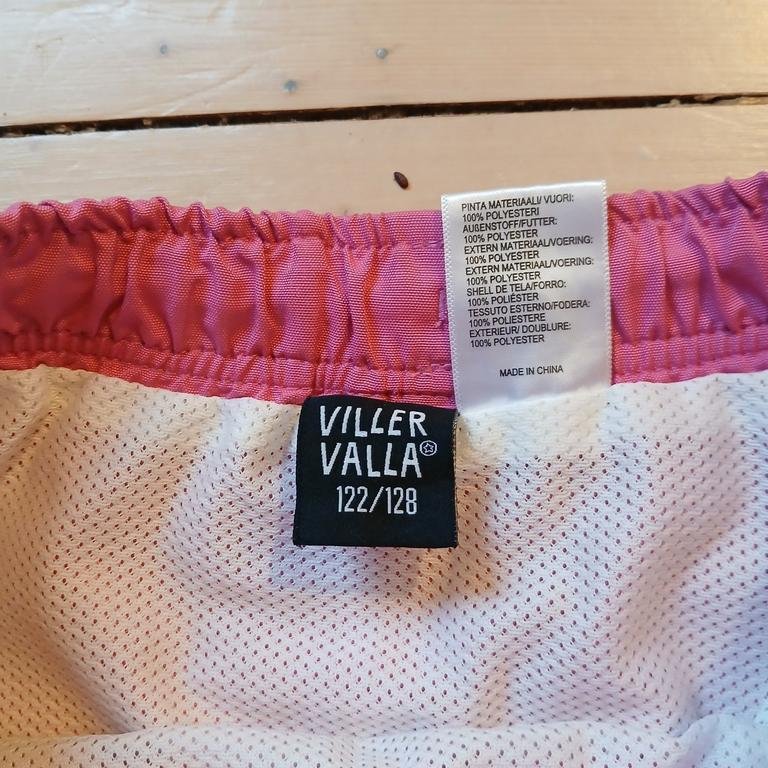 PINTA MATERIAALI/ VUORI:
100% POLYESTERI
AUßENSTOFF/FUTTER:
100% POLYESTER
EXTERN MATERIAAL/VOERING:
100% POLYESTER
EXTERN MATERIAAL/VOERING:
100% POLYESTER
SHELL DE TELA/FORRO:
100% POLIÉSTER
TESSUTO ESTERNO/FODERA:
100% POLIESTERE
EXTERIEUR/ DOUBLURE:
100% POLYESTER
MADE IN CHINA
VILLER
VALLA
122/128